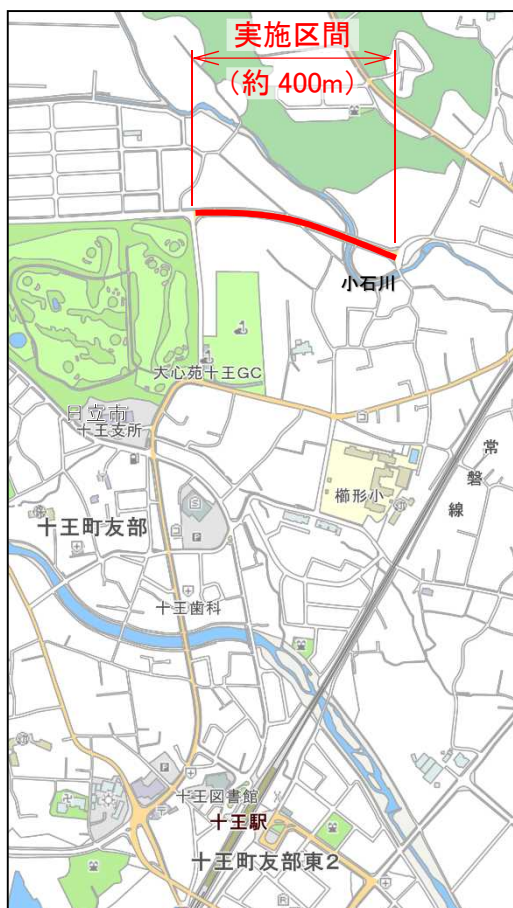 実施区間
(約 400m)
小石川
大心苑十王GC
日立市
十王支所
櫛形小
常磐線
十王町友部
十王歯科
十王図書館
十王駅
十王町友部東2